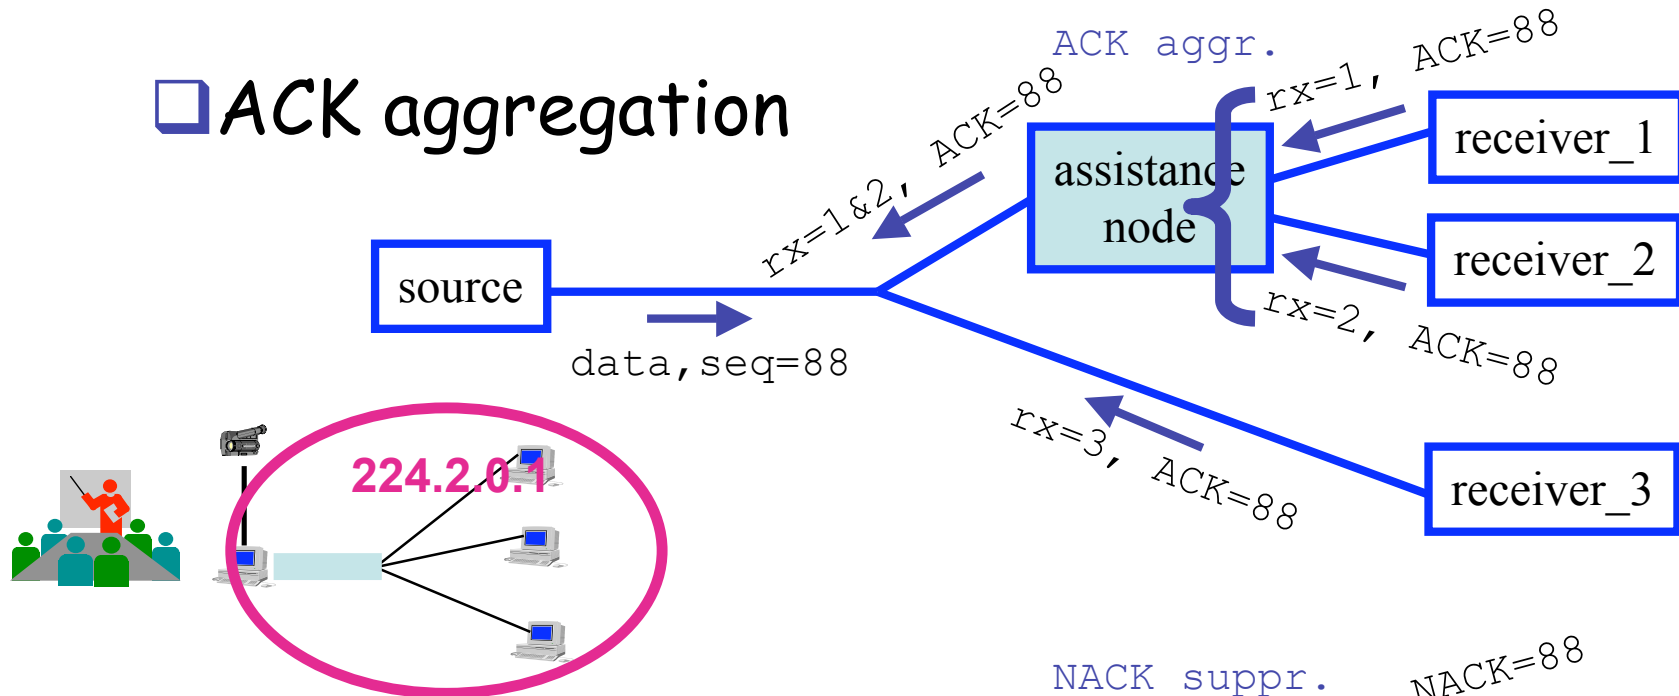 ACK aggr.
ACK aggregation
rx=1, ACK=88
rx=1&2, ACK=88
receiver_1
assistance
node
receiver_2
source
rx=2, ACK=88
data,seq=88
rx=3, ACK=88
224.2.0.1
receiver_3
NACK suppr.
NACK=88